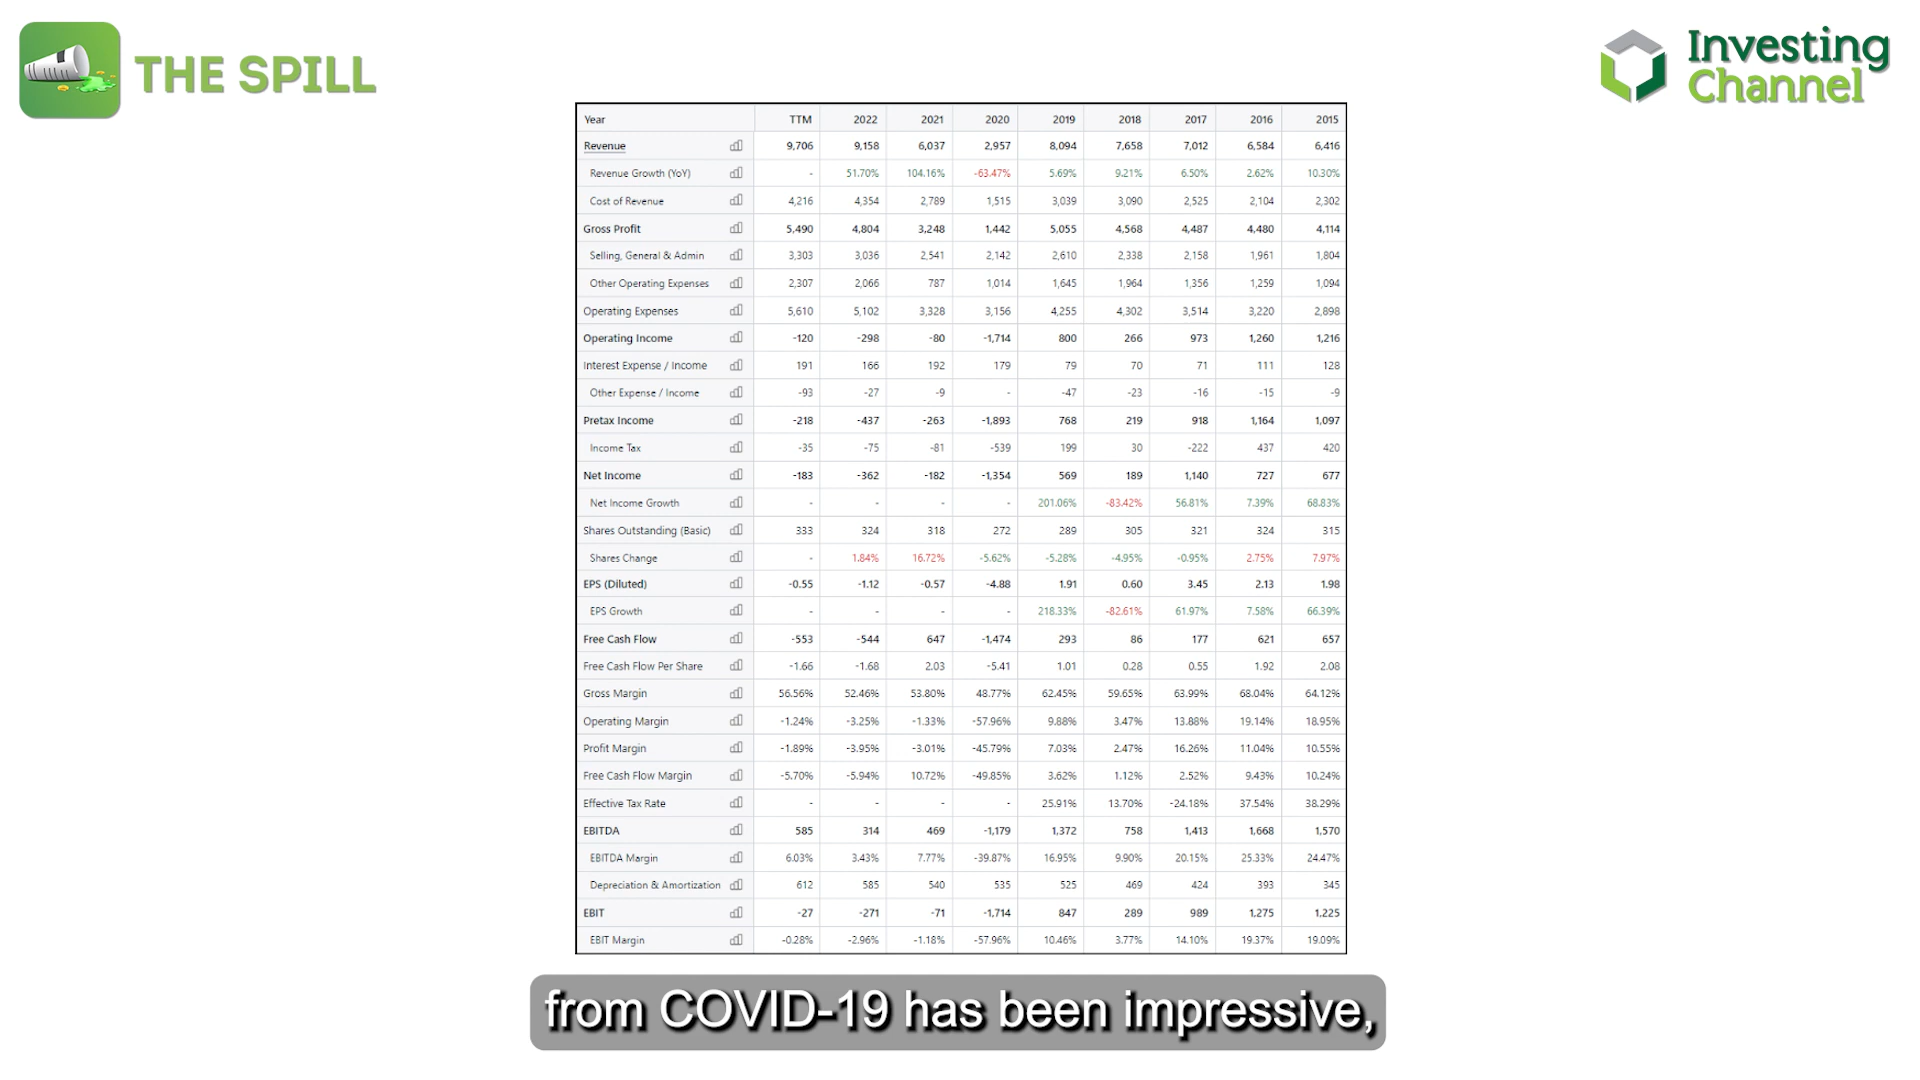 THE SPILL
Investing
Channel
Year TTM 2022 2021 2020 2019 2018 2017 2016 2015
Revenue 9,706 9,158 6,037 2,957 8,094 7,658 7,012 6,584 6,416
Revenue Growth (YoY) - 51.70% 104.16% -63.47% 5.69% 9.21% 6.50% 2.62% 10.30%
Cost of Revenue 4,216 4,354 2,789 1,515 3,039 3,090 2,525 2,104 2,302
Gross Profit 5,490 4,804 3,248 1,442 5,055 4,568 4,487 4,480 4,114
Selling, General & Admin 3,303 3,036 2,541 2,142 2,610 2,338 2,158 1,961 1,804
Other Operating Expenses 2,307 2,066 787 1,014 1,645 1,964 1,356 1,259 1,094
Operating Expenses 5,610 5,102 3,328 3,156 4,255 4,302 3,514 3,220 2,898
Operating Income -120 -298 -80 -1,714 800 266 973 1,260 1,216
Interest Expense / Income 191 166 192 179 79 70 71 111 128
Other Expense / Income -93 -27 -9 - -47 -23 -16 -15 -9
Pretax Income -218 -437 -263 -1,893 768 219 918 1,164 1,097
Income Tax -35 -75 -81 -539 199 30 -222 437 420
Net Income -183 -362 -182 -1,354 569 189 1,140 727 677
Net Income Growth - - - - 201.06% -83.42% 56.81% 7.39% 68.83%
Shares Outstanding (Basic) 333 324 318 272 289 305 321 324 315
Shares Change - 1.84% 16.72% -5.62% -5.28% -4.95% -0.95% 2.75% 7.97%
EPS (Diluted) -0.55 -1.12 -0.57 -4.88 1.91 0.60 3.45 2.13 1.98
EPS Growth - - - - 218.33% -82.61% 61.97% 7.58% 66.39%
Free Cash Flow -553 -544 647 -1,474 293 86 177 621 657
Free Cash Flow Per Share -1.66 -1.68 2.03 -5.41 1.01 0.28 0.55 1.92 2.08
Gross Margin 56.56% 52.46% 53.80% 48.77% 62.45% 59.65% 63.99% 68.04% 64.12%
Operating Margin -1.24% -3.25% -1.33% -57.96% 9.88% 3.47% 13.88% 19.14% 18.95%
Profit Margin -1.89% -3.95% -3.01% -45.79% 7.03% 2.47% 16.26% 11.04% 10.55%
Free Cash Flow Margin -5.70% -5.94% 10.72% -49.85% 3.62% 1.12% 2.52% 9.43% 10.24%
Effective Tax Rate - - - - 25.91% 13.70% -24.18% 37.54% 38.29%
EBITDA 585 314 469 -1,179 1,372 758 1,413 1,668 1,570
EBITDA Margin 6.03% 3.43% 7.77% -39.87% 16.95% 9.90% 20.15% 25.33% 24.47%
Depreciation & Amortization 612 585 540 535 525 469 424 393 345
EBIT -27 -271 -71 -1,714 847 289 989 1,275 1,225
EBIT Margin -0.28% -2.96% -1.18% -57.96% 10.46% 3.77% 14.10% 19.37% 19.09%
from COVID-19 has been impressive,